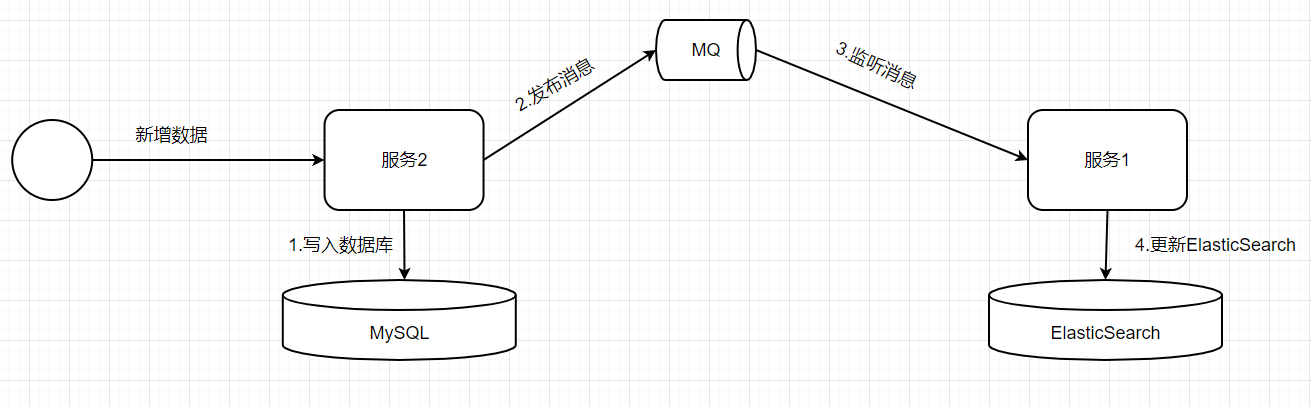 新增数据
服务2
1.写入数据库
MySQL
2.发布消息
MQ
3.监听消息
服务1
4.更新ElasticSearch
ElasticSearch